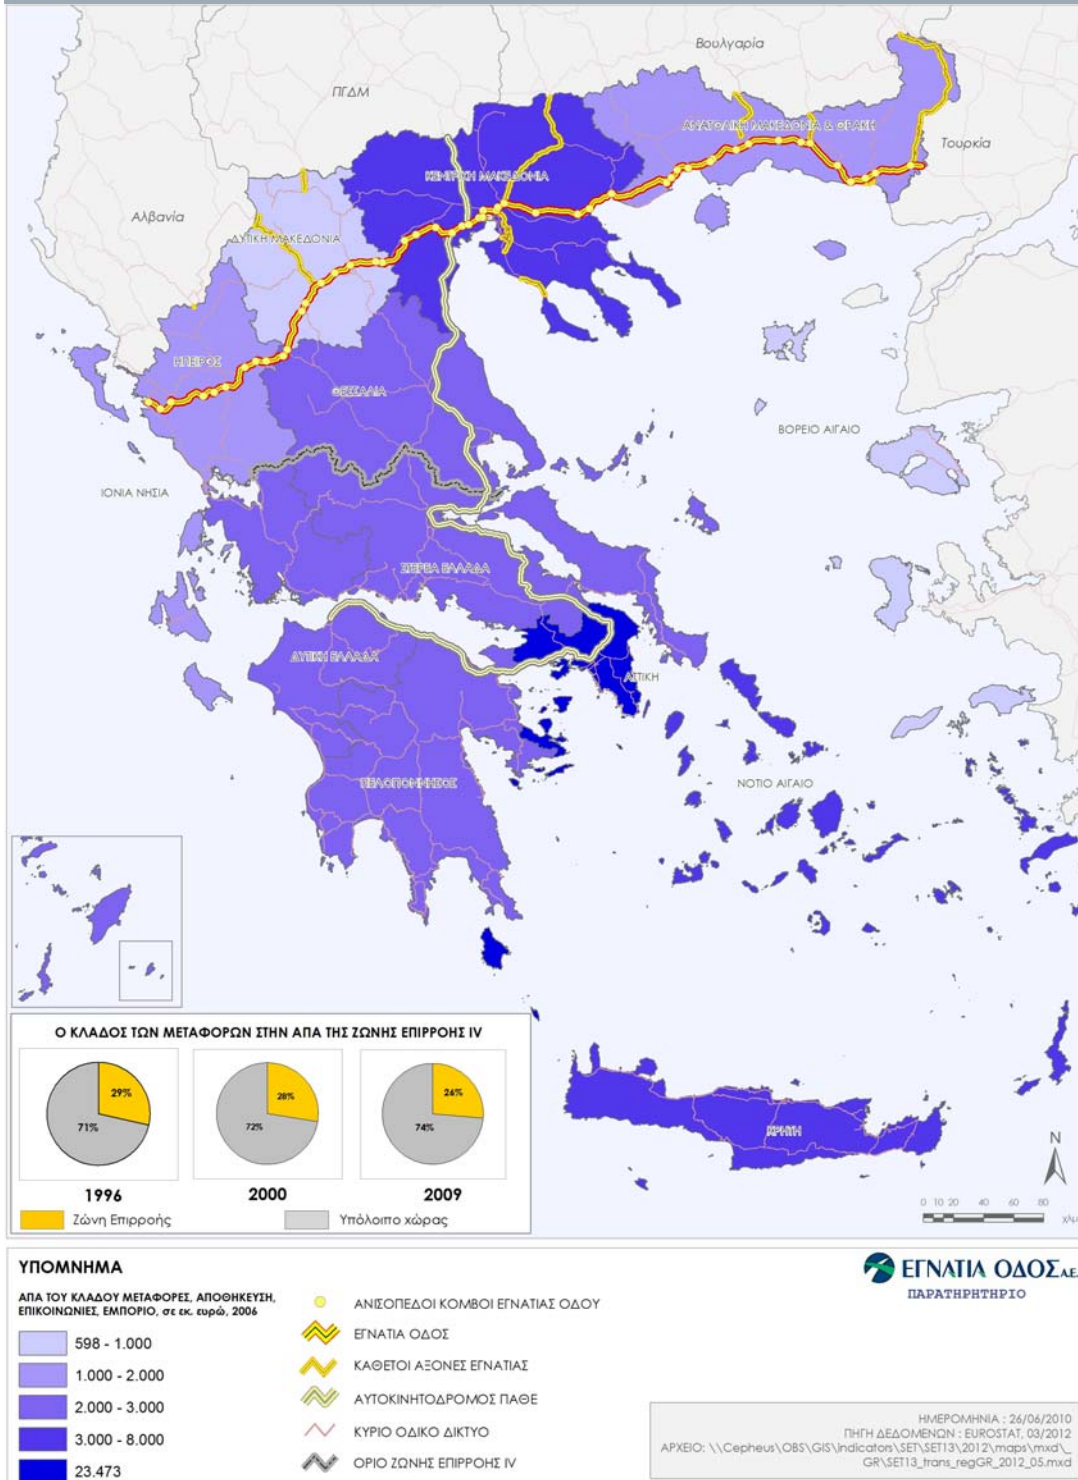 Βουλγαρία
ΠΓΔΜ
ΑΝΑΤΟΛΙΚΗ ΜΑΚΕΔΟΝΙΑ & ΘΡΑΚΗ
Τουρκία
ΚΕΝΤΡΙΚΗ ΜΑΚΕΔΟΝΙΑ
Αλβανία
ΔΥΤΙΚΗ ΜΑΚΕΔΟΝΙΑ
ΗΠΕΙΡΟΣ
ΘΕΣΣΑΛΙΑ
ΒΟΡΕΙΟ ΑΙΓΑΙΟ
ΙΟΝΙΑ ΝΗΣΙΑ
ΣΤΕΡΕΑ ΕΛΛΑΔΑ
ΔΥΤΙΚΗ ΕΛΛΑΔΑ
ΑΤΤΙΚΗ
ΠΕΛΟΠΟΝΝΗΣΟΣ
ΝΟΤΙΟ ΑΙΓΑΙΟ
ΚΡΗΤΗ
Ο ΚΛΑΔΟΣ ΤΩΝ ΜΕΤΑΦΟΡΩΝ ΣΤΗΝ ΑΠΑ ΤΗΣ ΖΩΝΗΣ ΕΠΙΡΡΟΗΣ IV
29%
71%
28%
72%
26%
74%
1996 2000 2009
Ζώνη Επιρροής Υπόλοιπο χώρας
N
0 10 20 40 60 80
ΥΠΟΜΝΗΜΑ
ΑΠΑ ΤΟΥ ΚΛΑΔΟΥ ΜΕΤΑΦΟΡΕΣ, ΑΠΟΘΗΚΕΥΣΗ,
ΕΠΙΚΟΙΝΩΝΙΕΣ, ΕΜΠΟΡΙΟ, σε εκ. ευρώ, 2006
598 - 1.000
1.000 - 2.000
2.000 - 3.000
3.000 - 8.000
23.473
ΑΝΙΣΟΠΕΔΟΙ ΚΟΜΒΟΙ ΕΓΝΑΤΙΑΣ ΟΔΟΥ
ΕΓΝΑΤΙΑ ΟΔΟΣ
ΚΑΘΕΤΟΙ ΑΞΟΝΕΣ ΕΓΝΑΤΙΑΣ
ΑΥΤΟΚΙΝΗΤΟΔΡΟΜΟΣ ΠΑΘΕ
ΚΥΡΙΟ ΟΔΙΚΟ ΔΙΚΤΥΟ
ΟΡΙΟ ΖΩΝΗΣ ΕΠΙΡΡΟΗΣ IV
ΕΓΝΑΤΙΑ ΟΔΟΣ Α.Ε.
ΠΑΡΑΤΗΡΗΤΗΡΙΟ
ΗΜΕΡΟΜΗΝΙΑ : 26/06/2010
ΠΗΓΗ ΔΕΔΟΜΕΝΩΝ : EUROSTAT, 03/2012
ΑΡΧΕΙΟ: \\Cepheus\OBS\GIS\Indicators\SET\SET13\2012\maps\mxd\_
GR\SET13_trans_regGR_2012_05.mxd